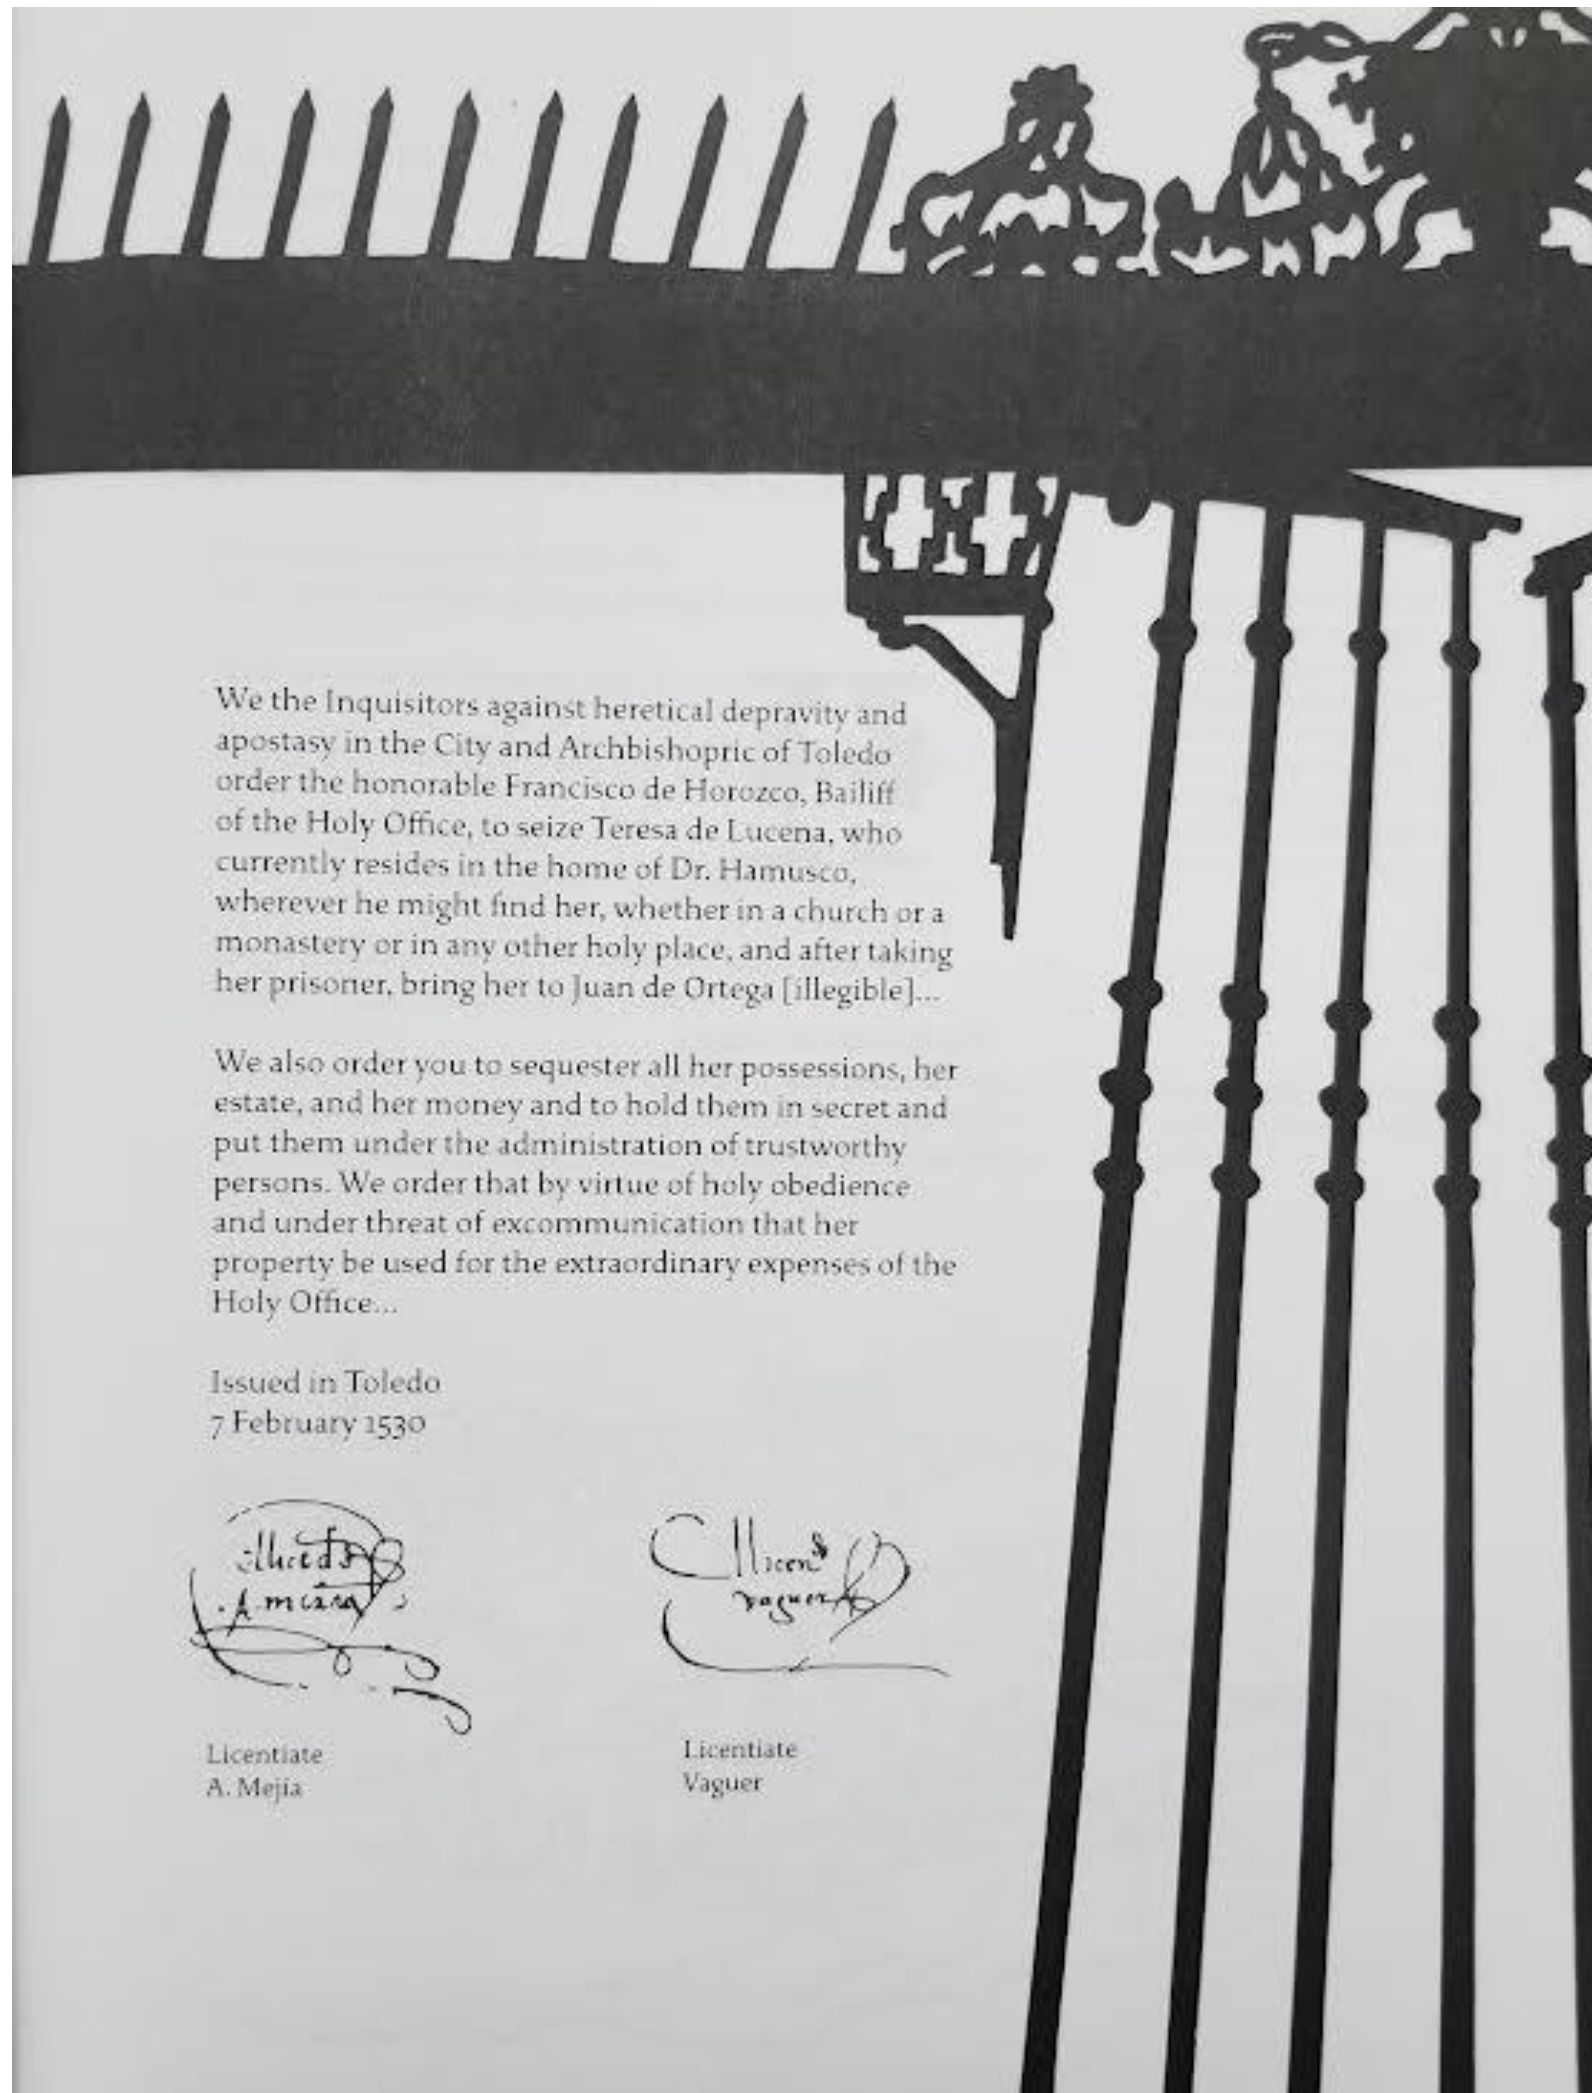 We the Inquisitors against heretical depravity and
apostasy in the City and Archbishopric of Toledo
order the honorable Francisco de Horozco, Bailiff
of the Holy Office, to seize Teresa de Lucena, who
currently resides in the home of Dr. Hamusco,
wherever he might find her, whether in a church or a
monastery or in any other holy place, and after taking
her prisoner, bring her to Juan de Ortega [illegible]...
We also order you to sequester all her possessions, her
estate, and her money and to hold them in secret and
put them under the administration of trustworthy
persons. We order that by virtue of holy obedience
and under threat of excommunication that her
property be used for the extraordinary expenses of the
Holy Office...
Issued in Toledo
7 February 1530
vaguer
Licentiate
A. Mejía
Licentiate
Vaguer